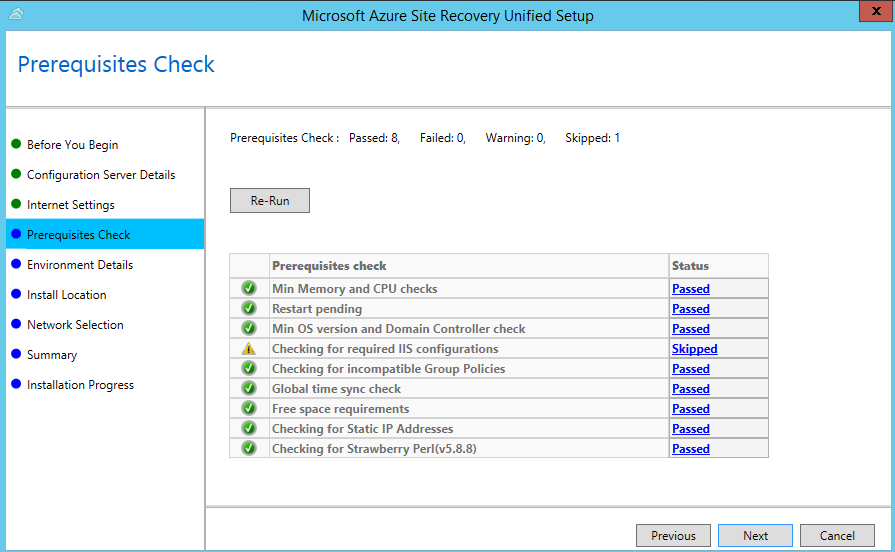 Microsoft Azure Site Recovery Unified Setup
x
Prerequisites Check
Before You Begin
Configuration Server Details
Internet Settings
Prerequisites Check
Environment Details
Install Location
Network Selection
Summary
Installation Progress
Prerequisites Check : Passed: 8, Failed: 0, Warning: 0, Skipped: 1
Re-Run
Prerequisites check Status
Min Memory and CPU checks Passed
Restart pending Passed
Min OS version and Domain Controller check Passed
Checking for required IIS configurations Skipped
Checking for incompatible Group Policies Passed
Global time sync check Passed
Free space requirements Passed
Checking for Static IP Addresses Passed
Checking for Strawberry Perl(v5.8.8) Passed
Previous Next Cancel